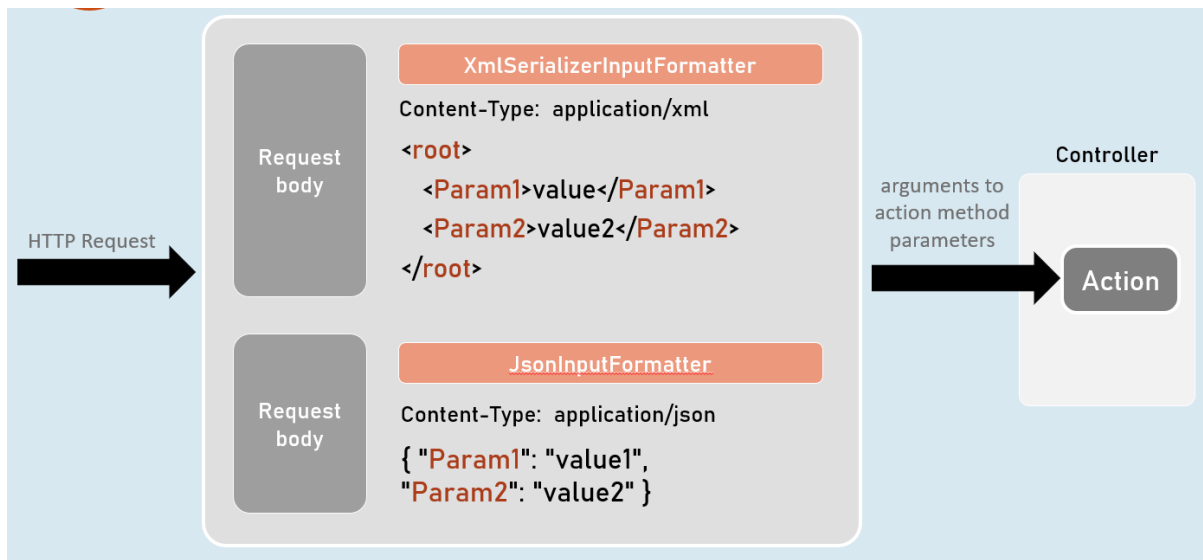 HTTP Request
Request
body
XmlSerializerInputFormatter
Content-Type: application/xml
<root>
<Param1>value</Param1>
<Param2>value2</Param2>
</root>
Request
body
JsonInputFormatter
Content-Type: application/json
{ "Param1": "value1",
"Param2": "value2" }
arguments to
action method
parameters
Controller
Action